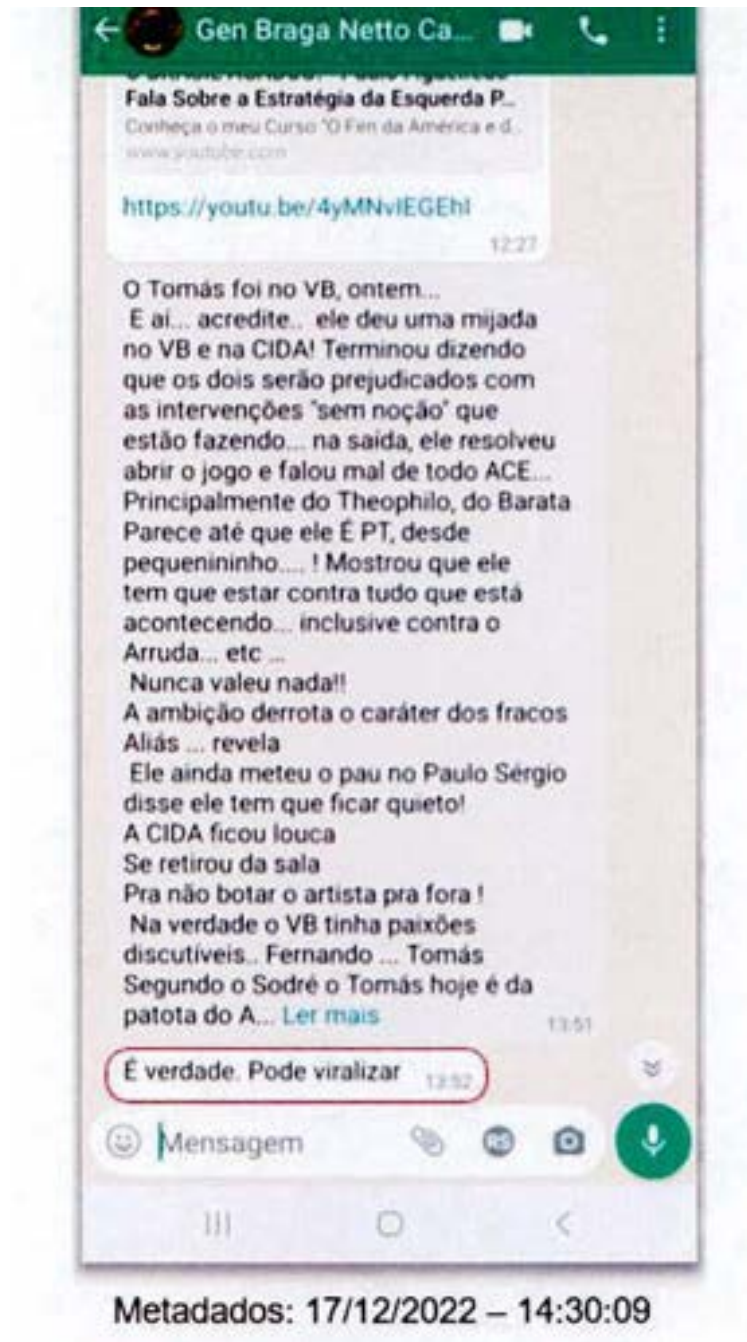 Gen Braga Netto Ca...
Fala Sobre a Estratégia da Esquerda P...
Conheça o meu Curso "O Fim da América e d...
www.youtube.com
https://youtu.be/4yMNvIEGEhI
12:27
O Tomás foi no VB, ontem...
E aí... acredite.. ele deu uma mijada
no VB e na CIDA! Terminou dizendo
que os dois serão prejudicados com
as intervenções "sem noção" que
estão fazendo... na saída, ele resolveu
abrir o jogo e falou mal de todo ACE...
Principalmente do Theophilo, do Barata
Parece até que ele É PT, desde
pequenininho.... ! Mostrou que ele
tem que estar contra tudo que está
acontecendo... inclusive contra o
Arruda... etc ...
Nunca valeu nada!!
A ambição derrota o caráter dos fracos
Aliás ... revela
Ele ainda meteu o pau no Paulo Sérgio
disse ele tem que ficar quieto!
A CIDA ficou louca
Se retirou da sala
Pra não botar o artista pra fora !
Na verdade o VB tinha paixões
discutíveis.. Fernando ... Tomás
Segundo o Sodré o Tomás hoje é da
patota do A... Ler mais
13:51
É verdade. Pode viralizar
13:52
Mensagem
Metadados: 17/12/2022 – 14:30:09